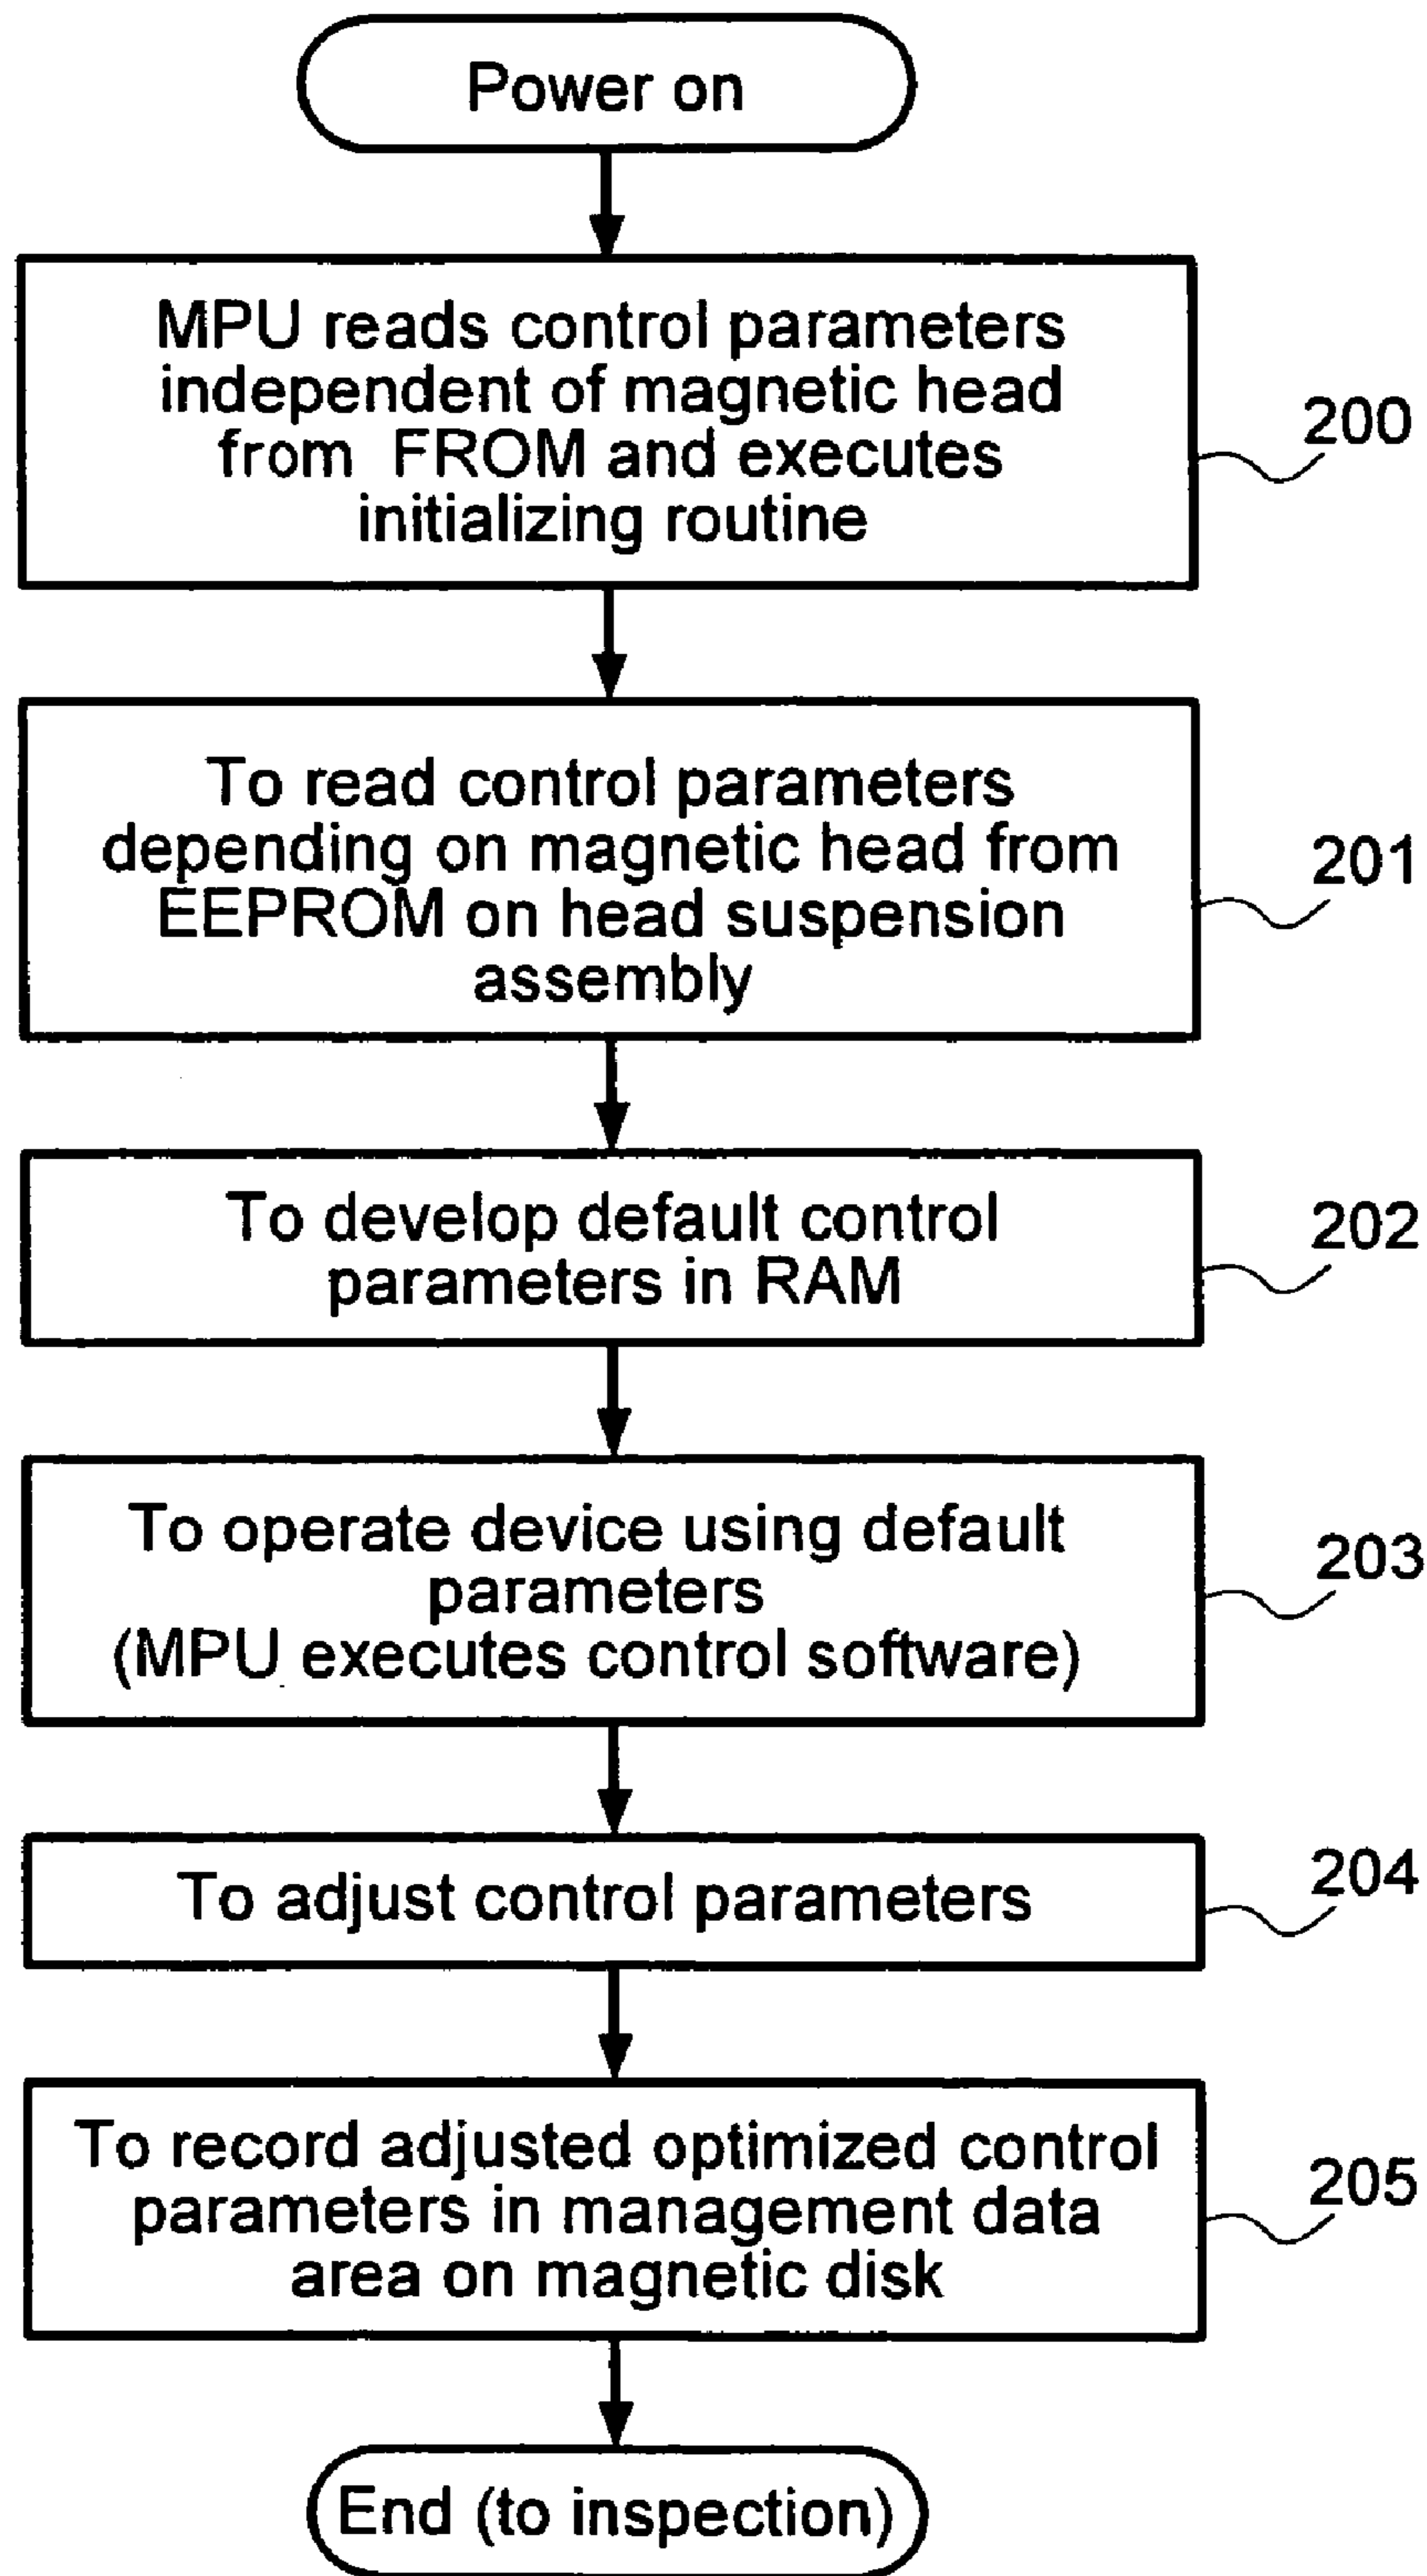 Power on
MPU reads control parameters
independent of magnetic head
from FROM and executes
initializing routine
200
To read control parameters
depending on magnetic head from
EEPROM on head suspension
assembly
201
To develop default control
parameters in RAM
202
To operate device using default
parameters
(MPU executes control software)
203
To adjust control parameters
204
To record adjusted optimized control
parameters in management data
area on magnetic disk
205
End (to inspection)